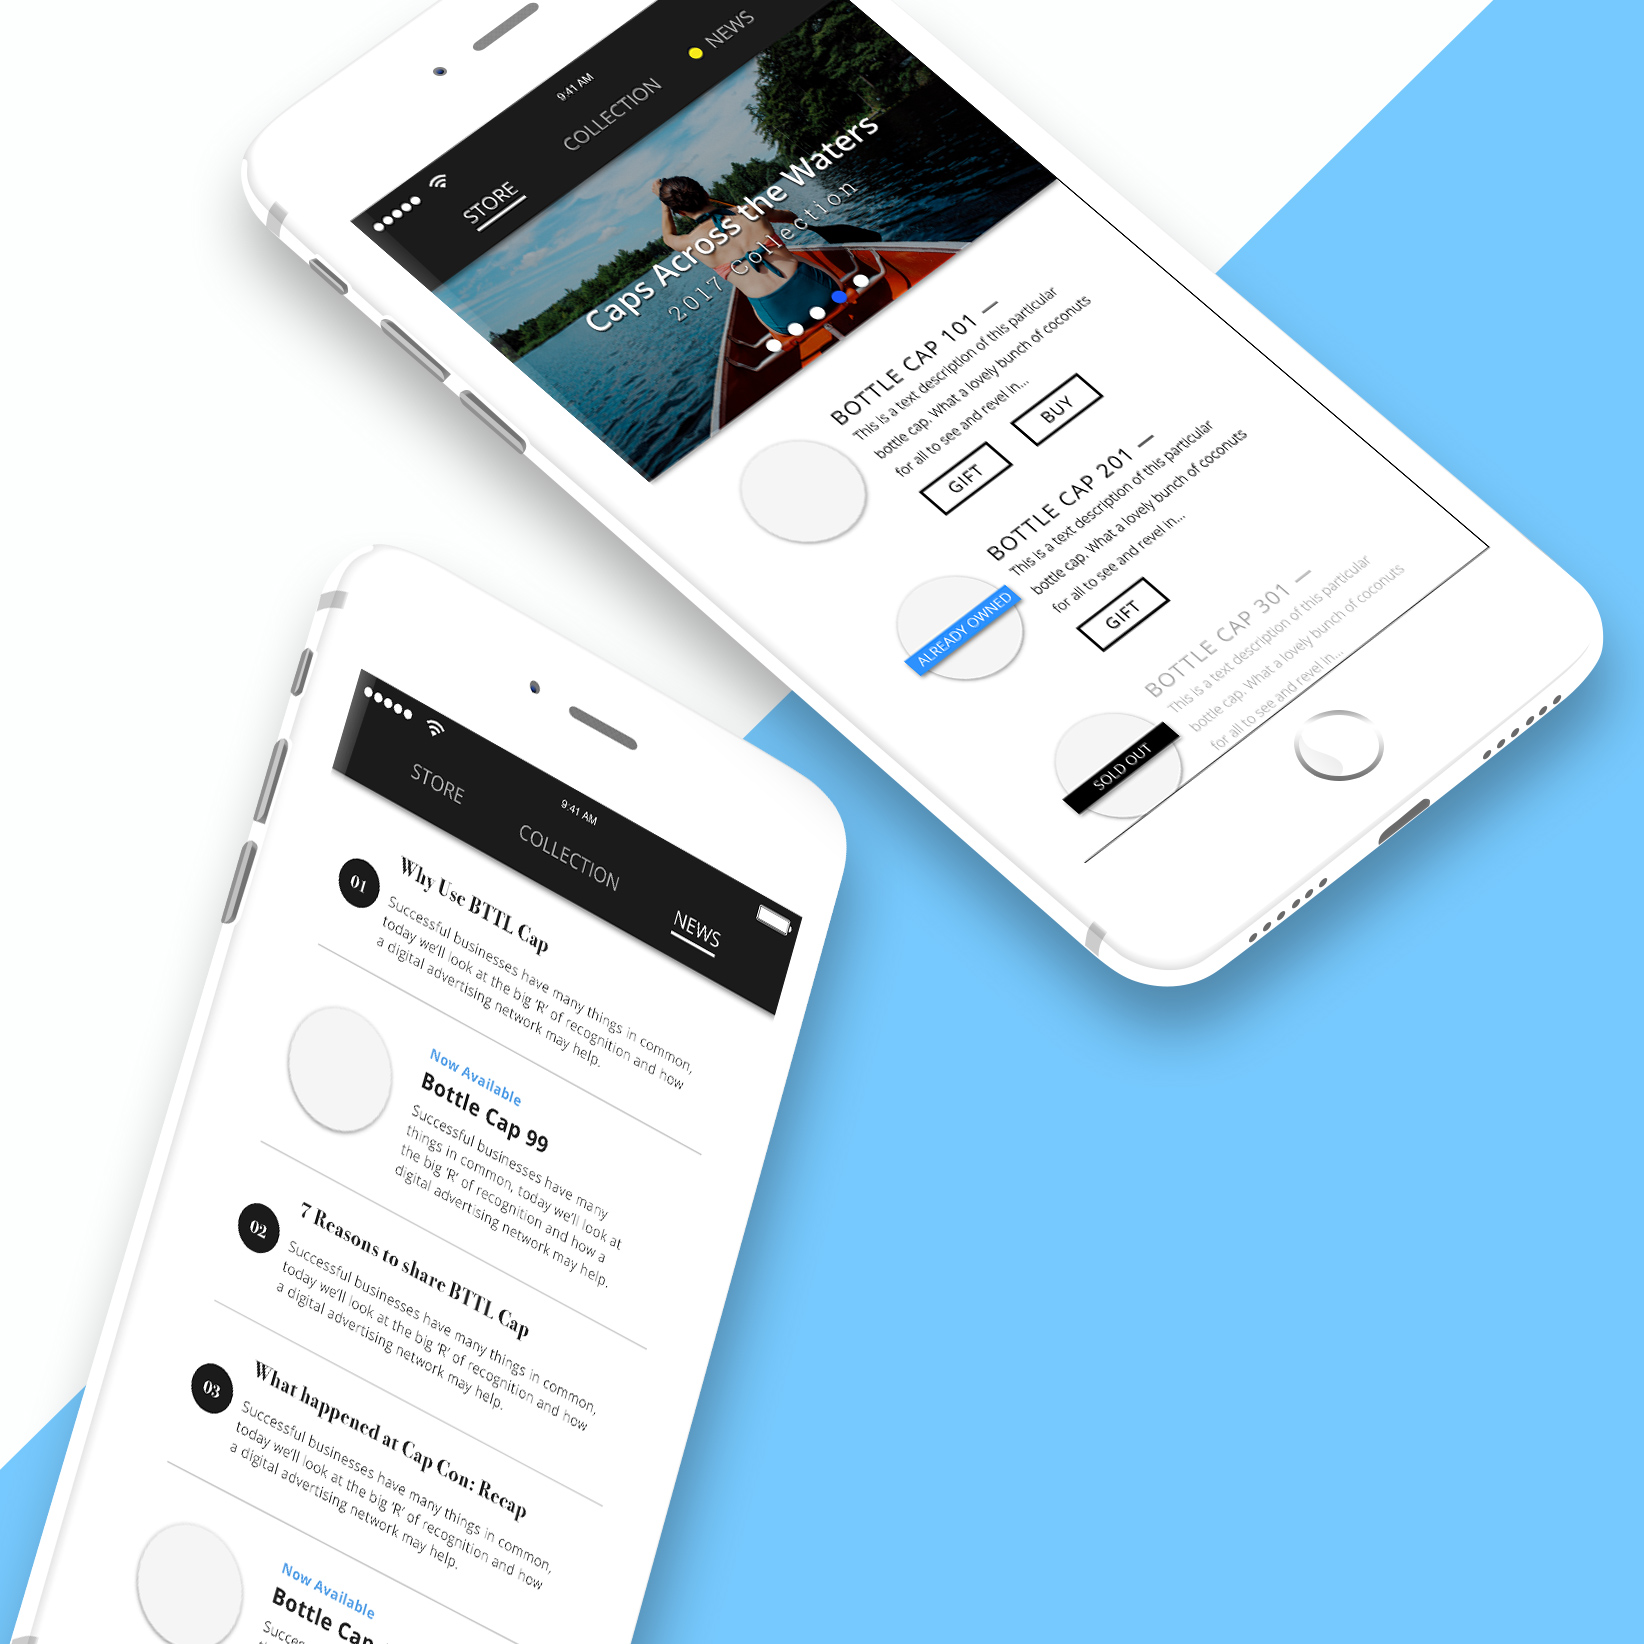 9:41 AM
STORE
COLLECTION
NEWS
Caps Across the Waters
2017 Collection
BOTTLE CAP 101 —
This is a text description of this particular
bottle cap. What a lovely bunch of coconuts
for all to see and revel in...
GIFT
BUY
BOTTLE CAP 201 —
This is a text description of this particular
bottle cap. What a lovely bunch of coconuts
for all to see and revel in...
ALREADY OWNED
GIFT
BOTTLE CAP 301 —
This is a text description of this particular
bottle cap. What a lovely bunch of coconuts
for all to see and revel in...
SOLD OUT
9:41 AM
STORE
COLLECTION
NEWS
01
Why Use BTTL Cap
Successful businesses have many things in common,
today we'll look at the big 'R' of recognition and how
a digital advertising network may help.
Now Available
Bottle Cap 99
Successful businesses have many
things in common, today we'll look at
the big 'R' of recognition and how a
digital advertising network may help.
02
7 Reasons to share BTTL Cap
Successful businesses have many things in common,
today we'll look at the big 'R' of recognition and how
a digital advertising network may help.
03
What happened at Cap Con: Recap
Successful businesses have many things in common,
today we'll look at the big 'R' of recognition and how
a digital advertising network may help.
Now Available
Bottle Cap